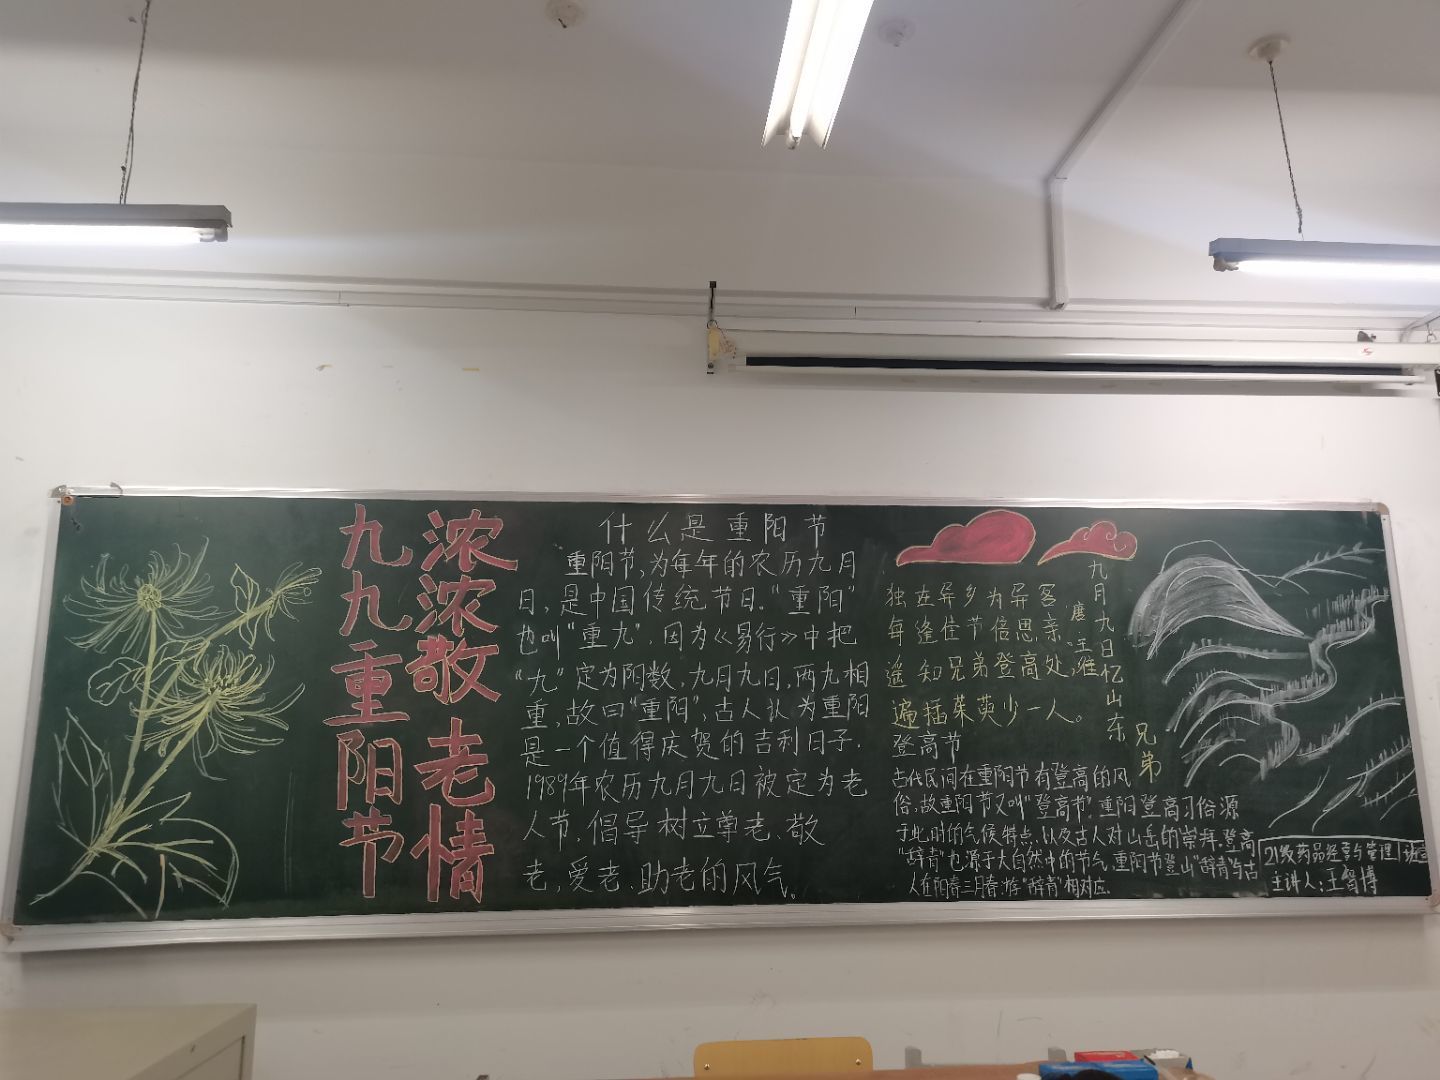 九九重阳节
浓浓敬老情
什么是重阳节
重阳节,为每年的农历九月
日,是中国传统节日.“重阳”
也叫“重九”.因为《易行》中把
“九”定为阳数,九月九日,两九相
重,故曰“重阳”,古人认为重阳
是一个值得庆贺的吉利日子.
1989年农历九月九日被定为老
人节,倡导树立尊老、敬
老,爱老、助老的风气。
九月九日忆山东兄弟
唐·王维
独在异乡为异客
每逢佳节倍思亲,
遥知兄弟登高处,
遍插茱萸少一人。
登高节
古代民间在重阳节有登高的风
俗,故重阳节又叫“登高节”.重阳登高习俗源
于此时的气候特点,以及古人对山岳的崇拜.登高
“辞青”也源于大自然中的节气,重阳节登山“辞青”与古
人在阳春三月春游“踏青”相对应.
21级药品经营与管理1班
主讲人:王智博